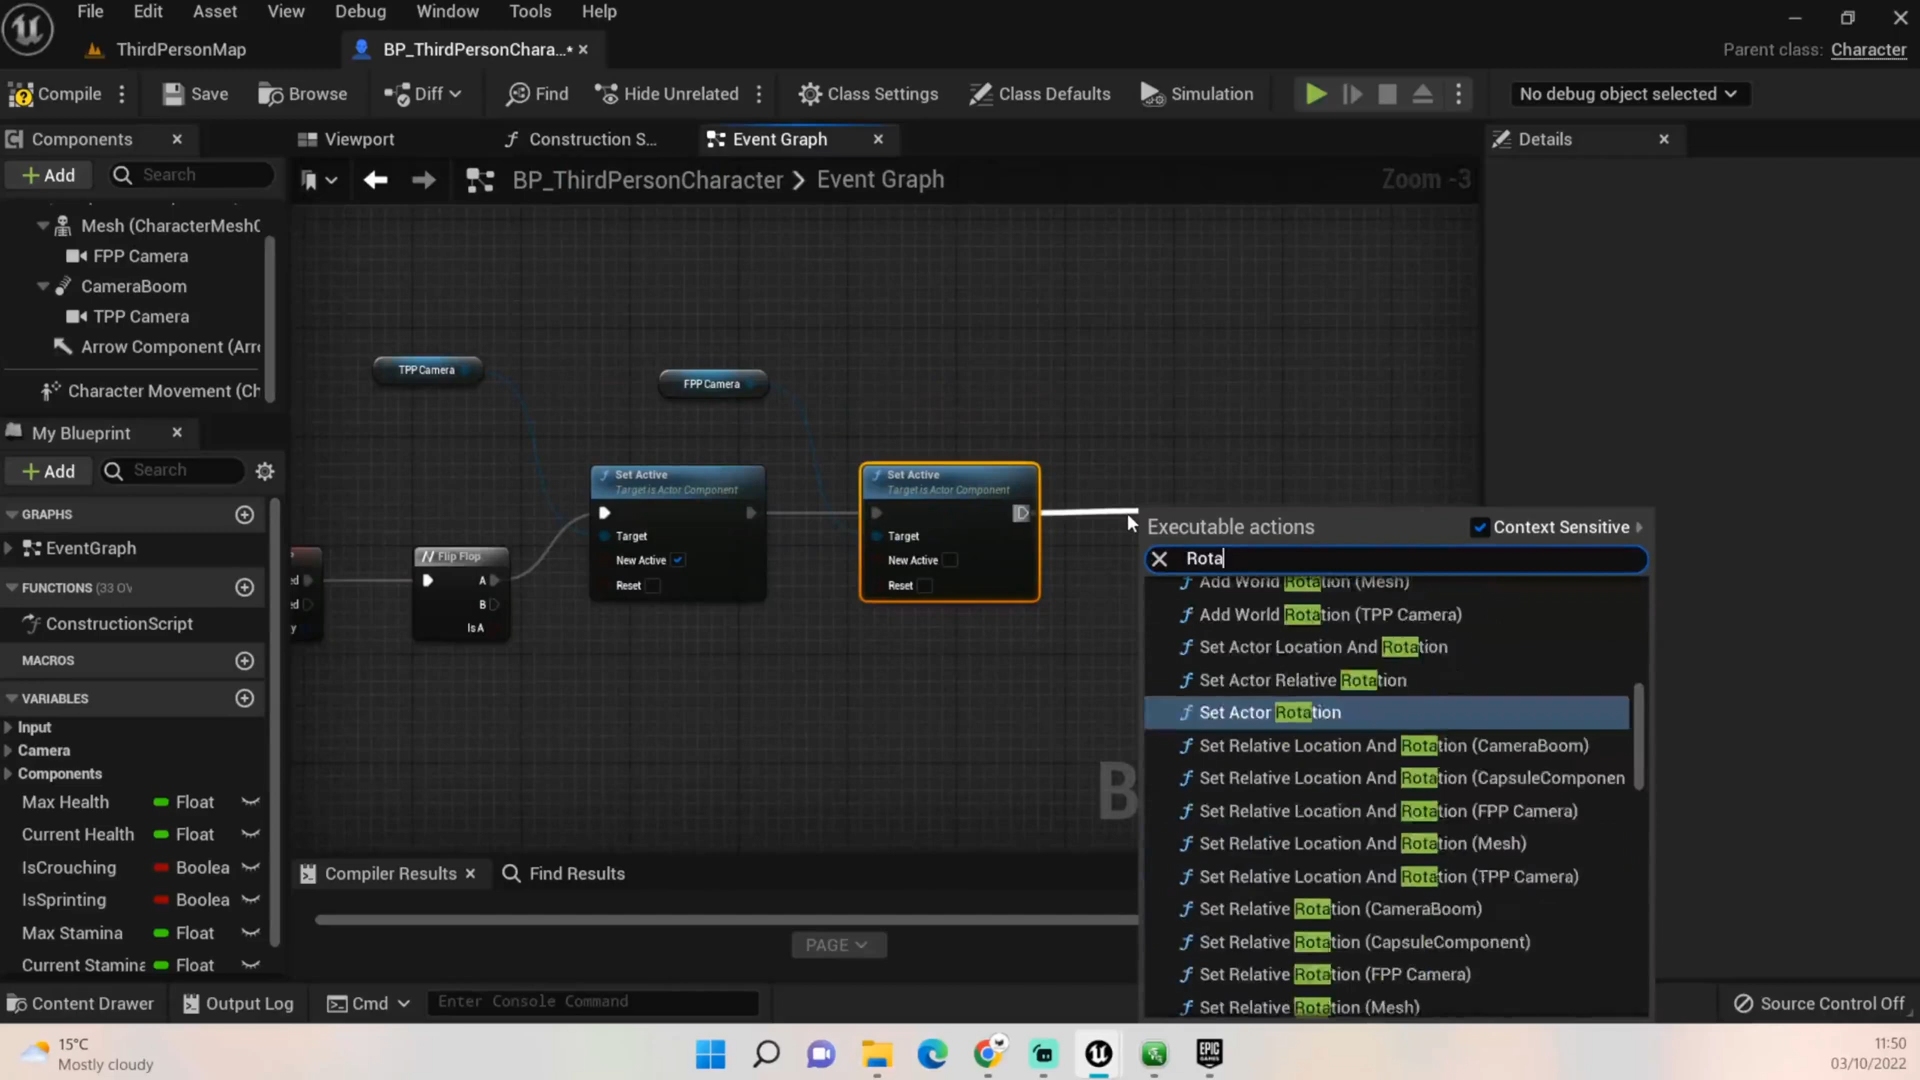 File Edit Asset View Debug Window Tools Help
ThirdPersonMap
BP_ThirdPersonChara...*
Parent class: Character
Compile
Save
Browse
Diff
Find
Hide Unrelated
Class Settings
Class Defaults
Simulation
No debug object selected
Components
Viewport
Construction S...
Event Graph
Details
Add
Search
BP_ThirdPersonCharacter > Event Graph
Zoom -3
Mesh (CharacterMesh
FPP Camera
CameraBoom
TPP Camera
Arrow Component (Arr
Character Movement (Ch
My Blueprint
Add
Search
GRAPHS
EventGraph
FUNCTIONS (33 OV
ConstructionScript
MACROS
VARIABLES
Input
Camera
Components
Max Health Float
Current Health Float
IsCrouching Boolea
IsSprinting Boolea
Max Stamina Float
Current Stamina Float
TPP Camera
FPP Camera
Flip Flop
A
B
Is A
Set Active
Target is Actor Component
Target
New Active
Reset
Set Active
Target is Actor Component
Target
New Active
Reset
B
Executable actions
Context Sensitive
Rota
Add World Rotation (Mesh)
Add World Rotation (TPP Camera)
Set Actor Location And Rotation
Set Actor Relative Rotation
Set Actor Rotation
Set Relative Location And Rotation (CameraBoom)
Set Relative Location And Rotation (CapsuleComponen
Set Relative Location And Rotation (FPP Camera)
Set Relative Location And Rotation (Mesh)
Set Relative Location And Rotation (TPP Camera)
Set Relative Rotation (CameraBoom)
Set Relative Rotation (CapsuleComponent)
Set Relative Rotation (FPP Camera)
Set Relative Rotation (Mesh)
Compiler Results
Find Results
PAGE
Content Drawer
Output Log
Cmd
Enter Console Command
Source Control Off
15°C
Mostly cloudy
EPIC
GAMES
11:50
03/10/2022